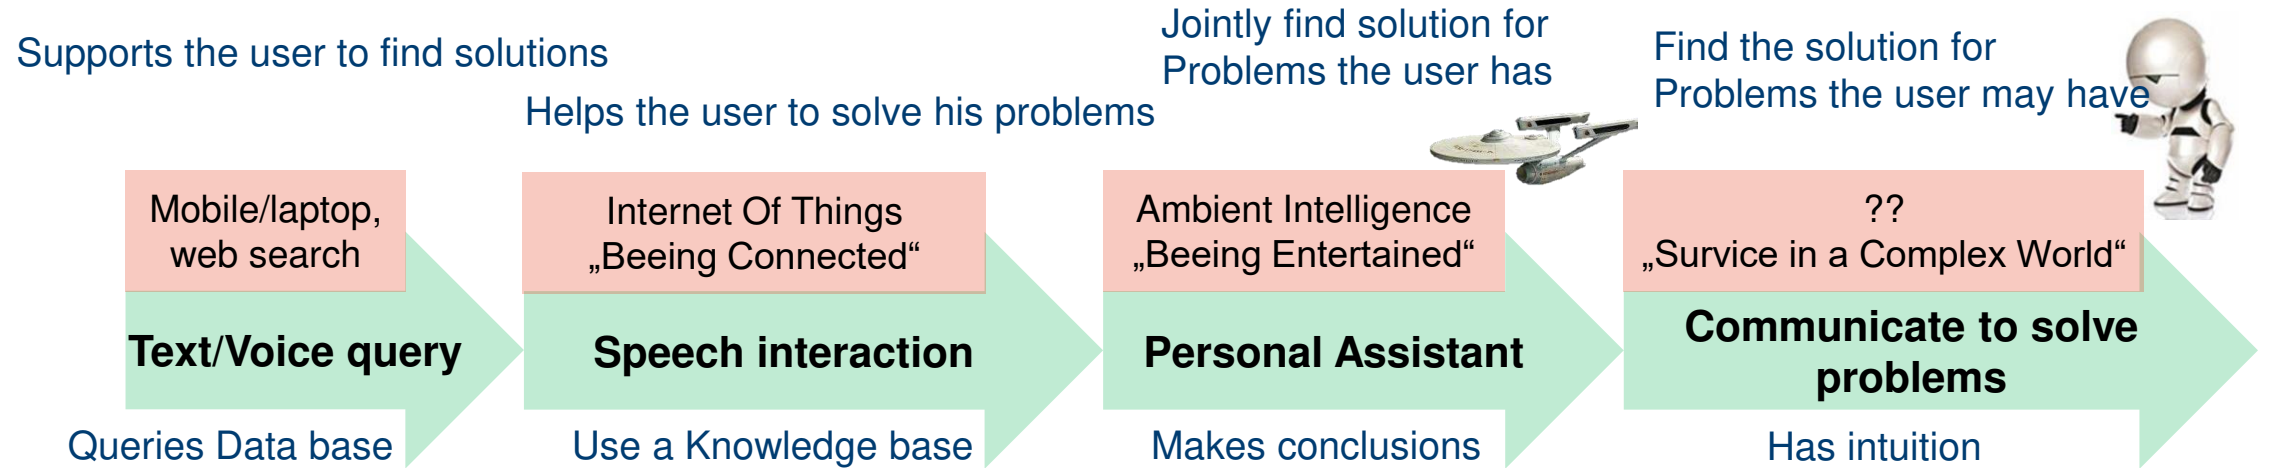 Supports the user to find solutions
Helps the user to solve his problems
Jointly find solution for
Problems the user has
Find the solution for
Problems the user may have
Mobile/laptop,
web search
Internet Of Things
„Beeing Connected“
Ambient Intelligence
„Beeing Entertained“
??
„Survice in a Complex World“
Text/Voice query
Speech interaction
Personal Assistant
Communicate to solve
problems
Queries Data base
Use a Knowledge base
Makes conclusions
Has intuition